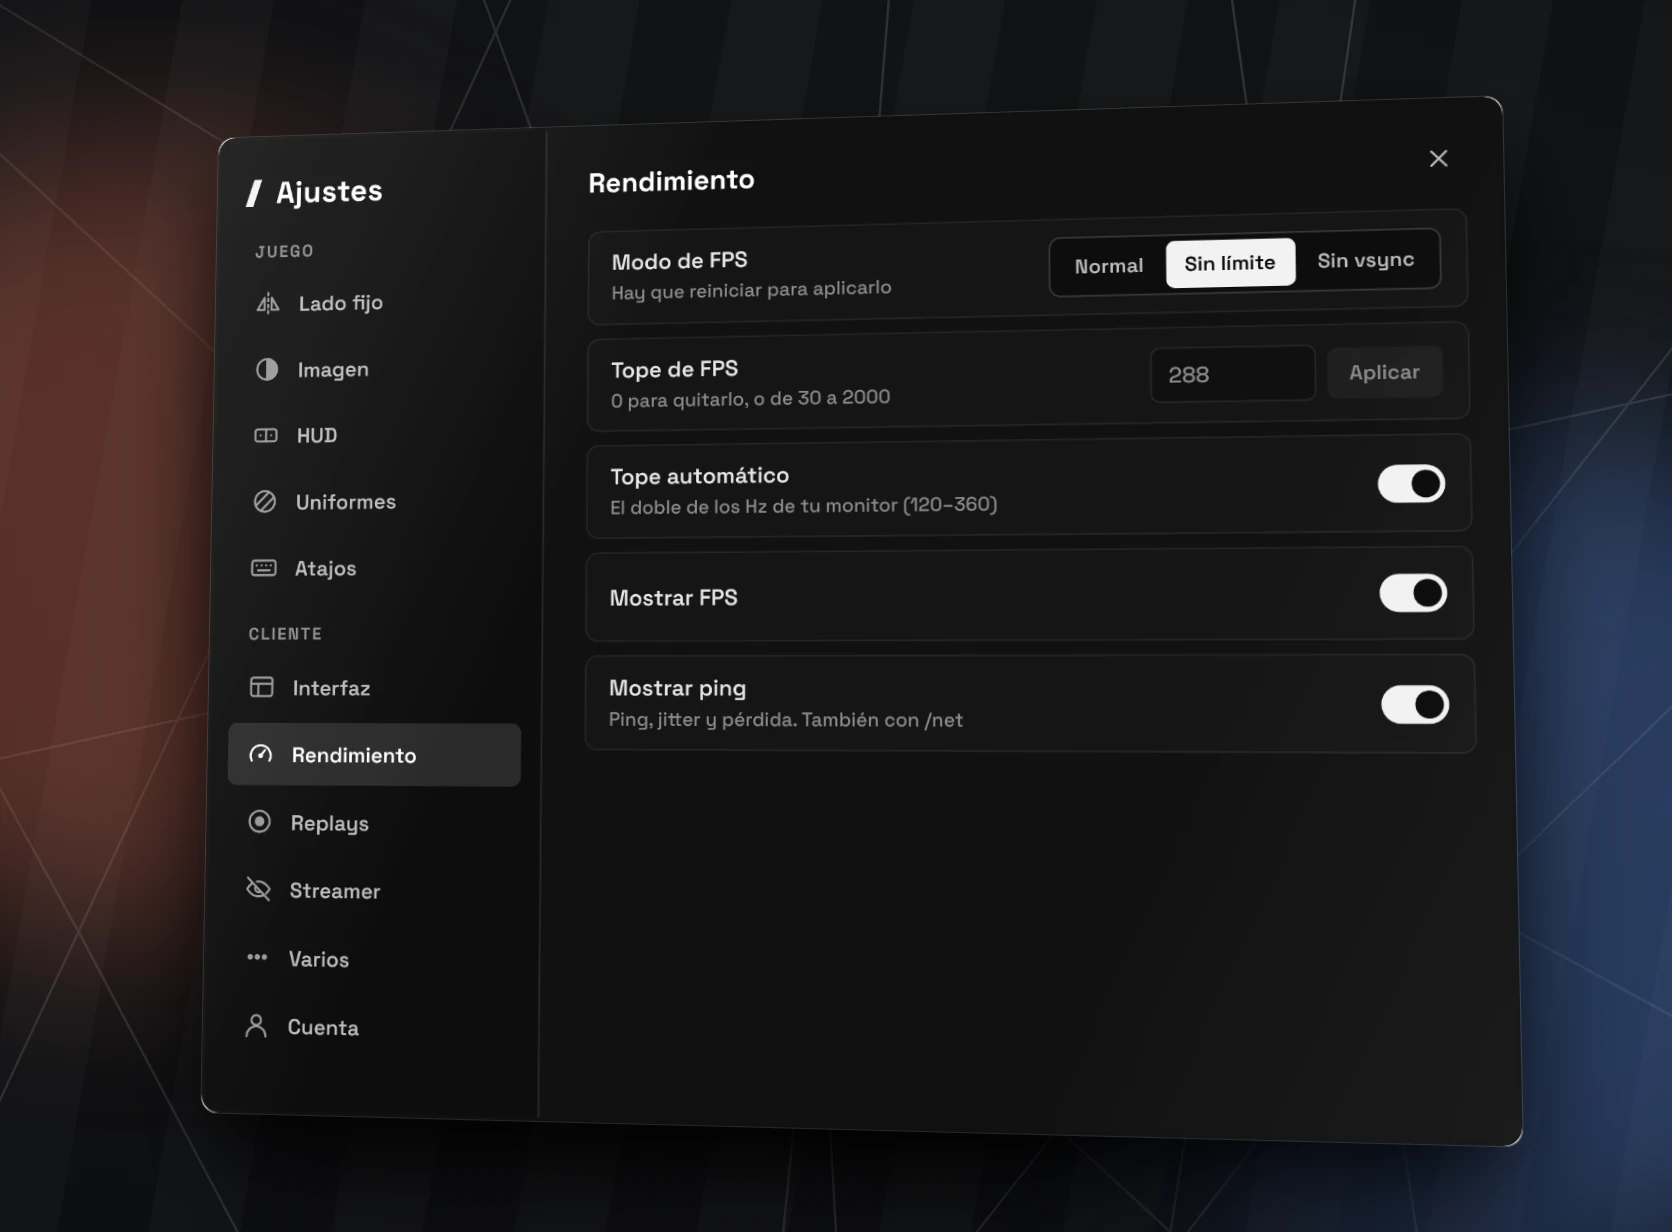 Ajustes
JUEGO
Lado fijo
Imagen
HUD
Uniformes
Atajos
CLIENTE
Interfaz
Rendimiento
Replays
Streamer
Varios
Cuenta
Rendimiento
Modo de FPS
Hay que reiniciar para aplicarlo
Normal
Sin límite
Sin vsync
Tope de FPS
0 para quitarlo, o de 30 a 2000
288
Aplicar
Tope automático
El doble de los Hz de tu monitor (120–360)
Mostrar FPS
Mostrar ping
Ping, jitter y pérdida. También con /net